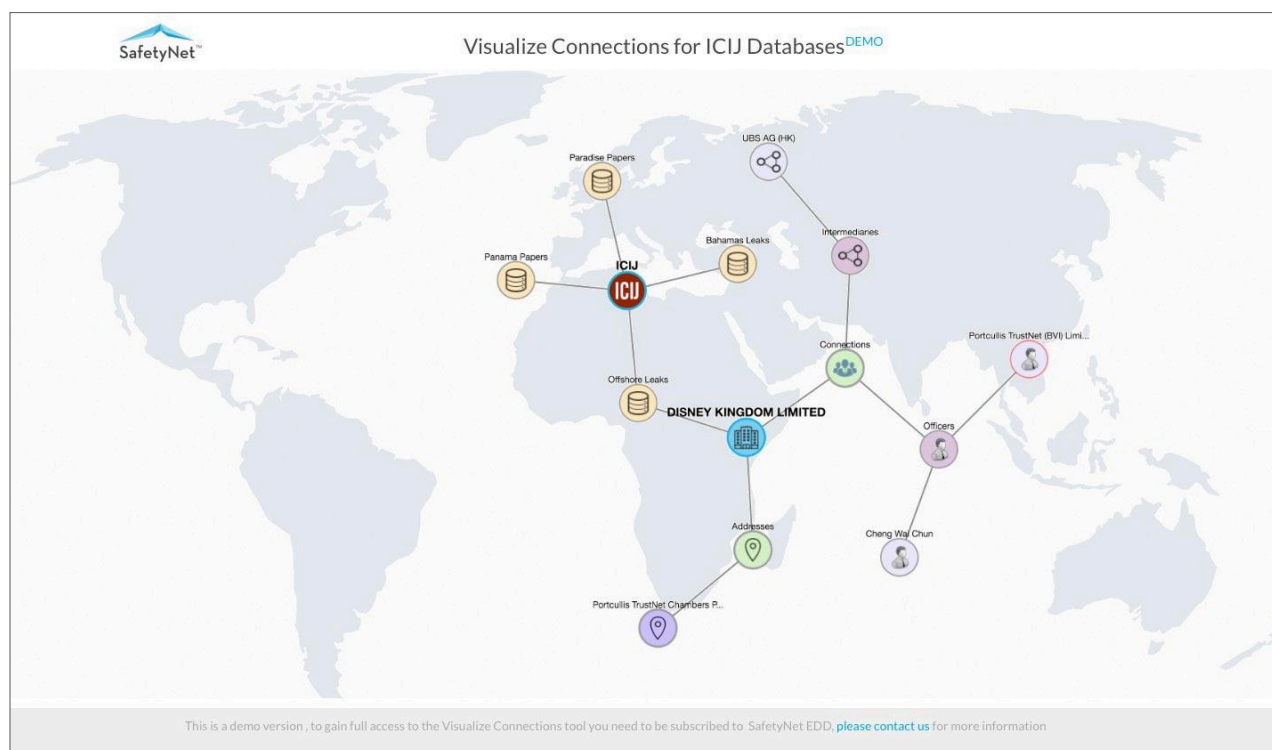 SafetyNet™
Visualize Connections for ICIJ Databases DEMO
UBS AG (HK)
Paradise Papers
Intermediaries
Bahamas Leaks
Panama Papers
ICIJ
ICIJ
Portcullis TrustNet (BVI) Limi...
Connections
Offshore Leaks
DISNEY KINGDOM LIMITED
Officers
Addresses
Cheng Wai Chun
Portcullis TrustNet Chambers P...
This is a demo version , to gain full access to the Visualize Connections tool you need to be subscribed to SafetyNet EDD, please contact us for more information